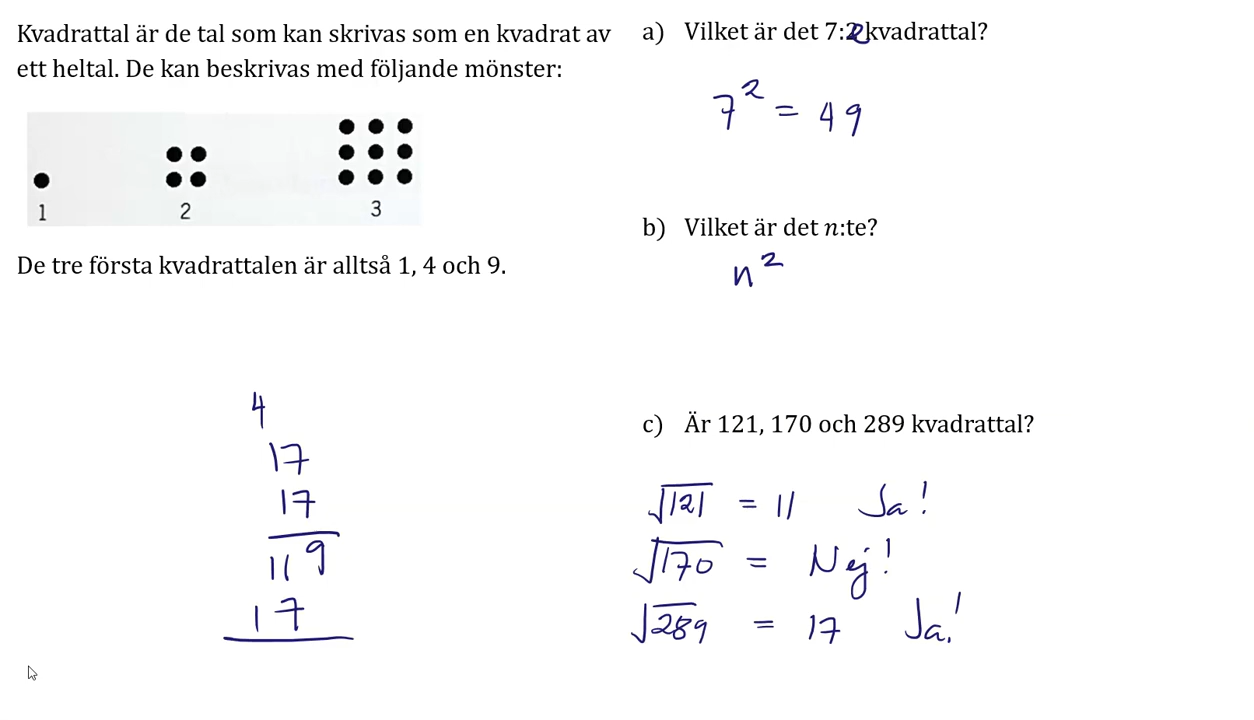 Kvadrattal är de tal som kan skrivas som en kvadrat av
ett heltal. De kan beskrivas med följande mönster:
1 2 3
De tre första kvadrattalen är alltså 1, 4 och 9.
4
17
17
119
17
a) Vilket är det 7:e kvadrattal?
7² = 49
b) Vilket är det n:te?
n²
c) Är 121, 170 och 289 kvadrattal?
√121 = 11 Ja!
√170 = Nej!
√289 = 17 Ja!